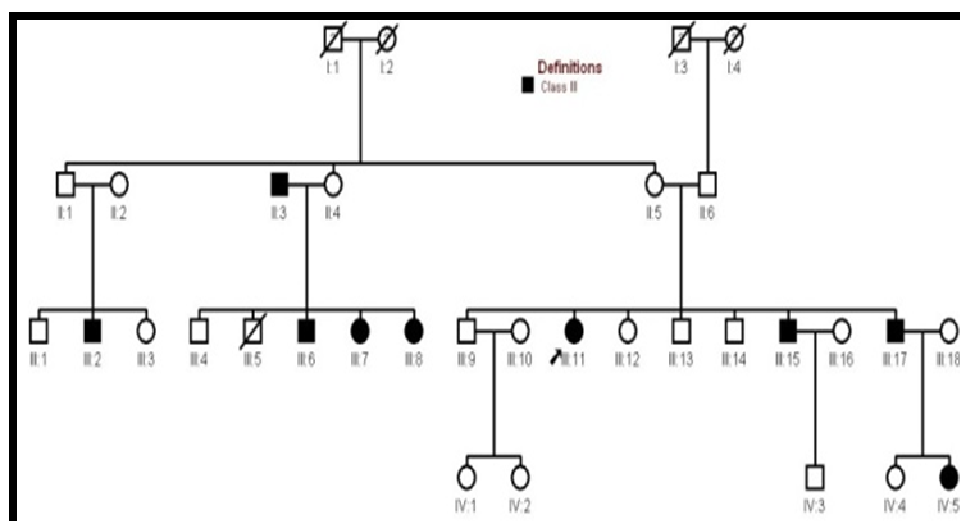 I:1 I:2 I:3 I:4
Definitions
Class III
II:1 II:2 II:3 II:4 II:5 II:6
III:1 III:2 III:3 III:4 III:5 III:6 III:7 III:8 III:9 III:10 III:11 III:12 III:13 III:14 III:15 III:16 III:17 III:18
IV:1 IV:2 IV:3 IV:4 IV:5